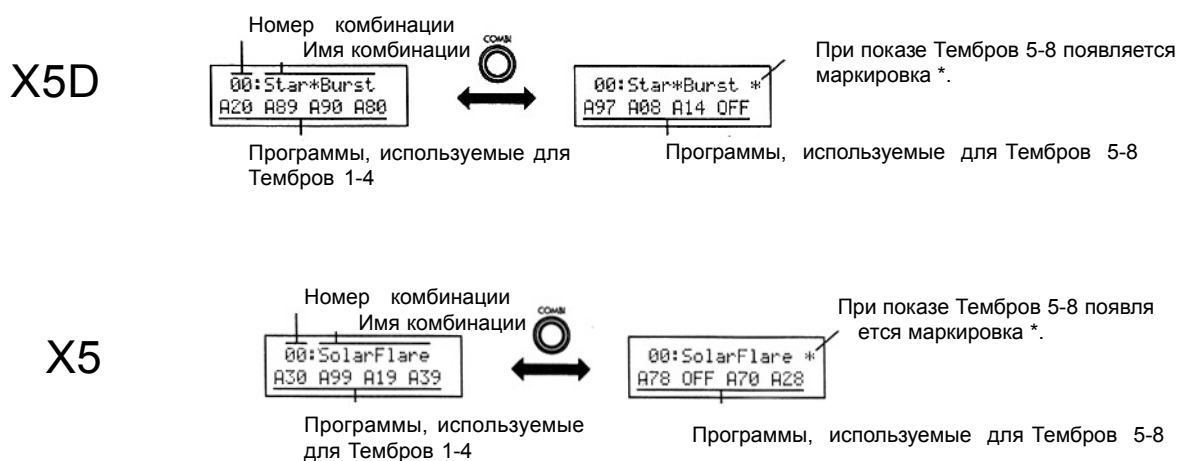 X5D
Номер комбинации
Имя комбинации
COMBI
00:Star*Burst
A20 A89 A90 A80
00:Star*Burst *
A97 A08 A14 OFF
При показе Тембров 5-8 появляется
маркировка *.
Программы, используемые для
Тембров 1-4
Программы, используемые для Тембров 5-8
X5
Номер комбинации
Имя комбинации
COMBI
00:SolarFlare
A30 A99 A19 A39
00:SolarFlare *
A78 OFF A70 A28
При показе Тембров 5-8 появля
ется маркировка *.
Программы, используемые
для Тембров 1-4
Программы, используемые для Тембров 5-8